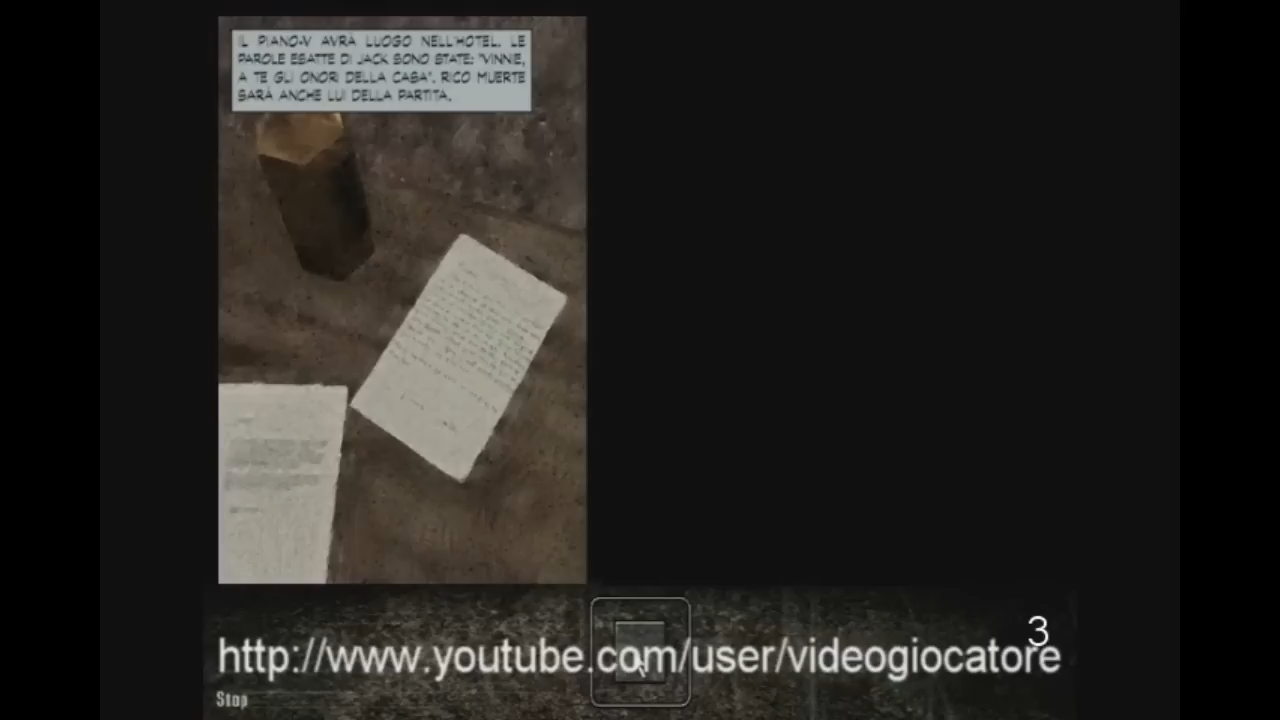 IL PIANO-V AVRÀ LUOGO NELL'HOTEL. LE
PAROLE ESATTE DI JACK SONO STATE: "VINNIE,
A TE GLI ONORI DELLA CASA". RICO MUERTE
SARÀ ANCHE LUI DELLA PARTITA.
3
http://www.youtube.com/user/videogiocatore
Stop